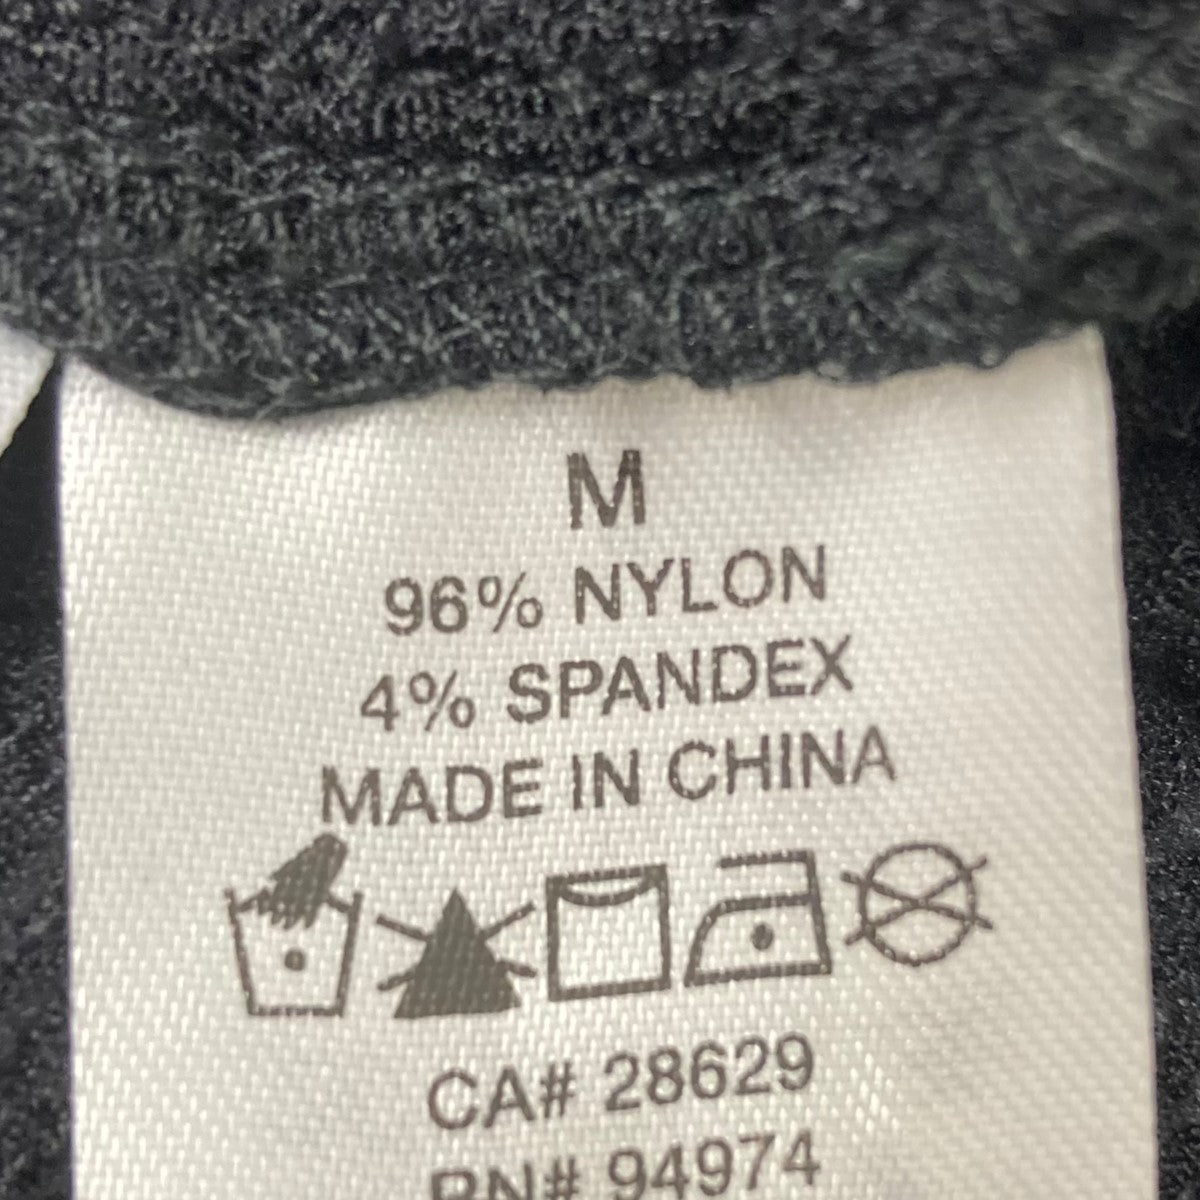 M
96% NYLON
4% SPANDEX
MADE IN CHINA
CA# 28629
RN# 94974